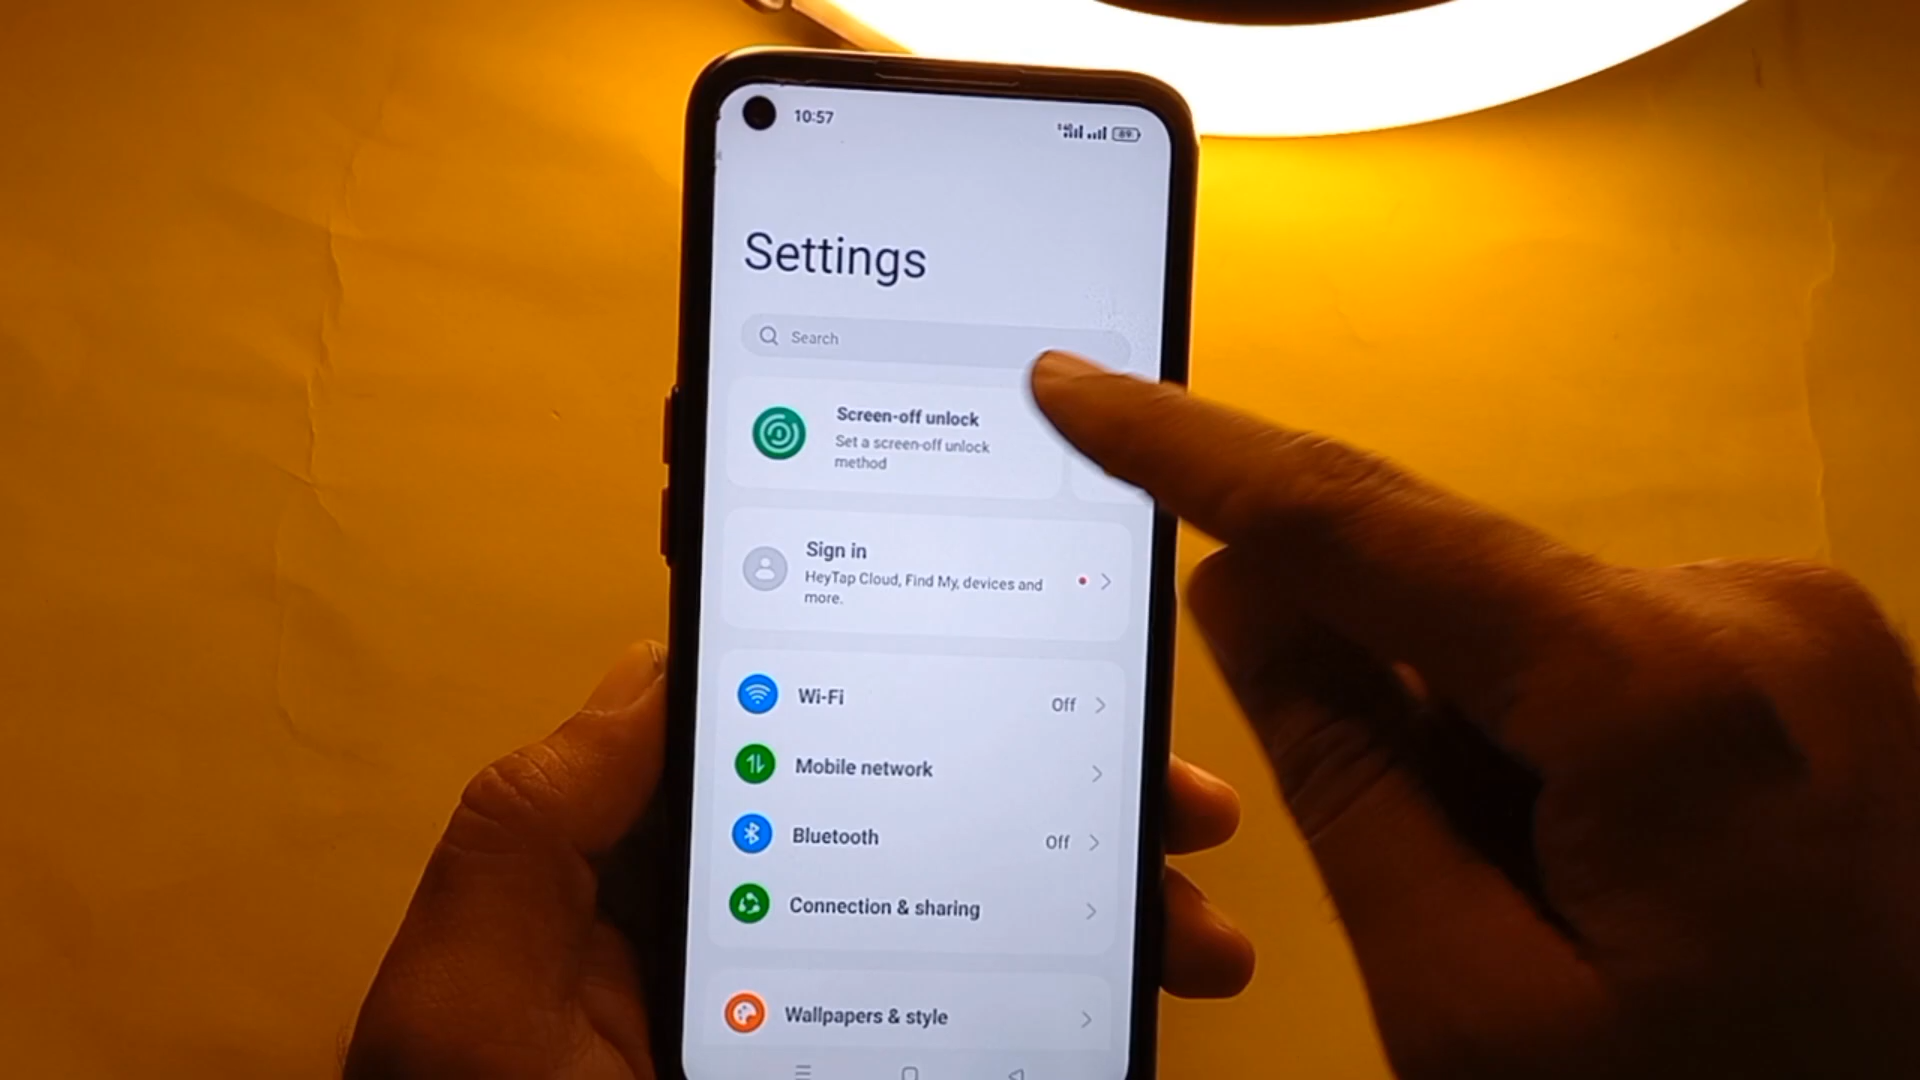 10:57
89
Settings
Search
Screen-off unlock
Set a screen-off unlock
method
Sign in
HeyTap Cloud, Find My, devices and
more.
Wi-Fi Off
Mobile network
Bluetooth Off
Connection & sharing
Wallpapers & style